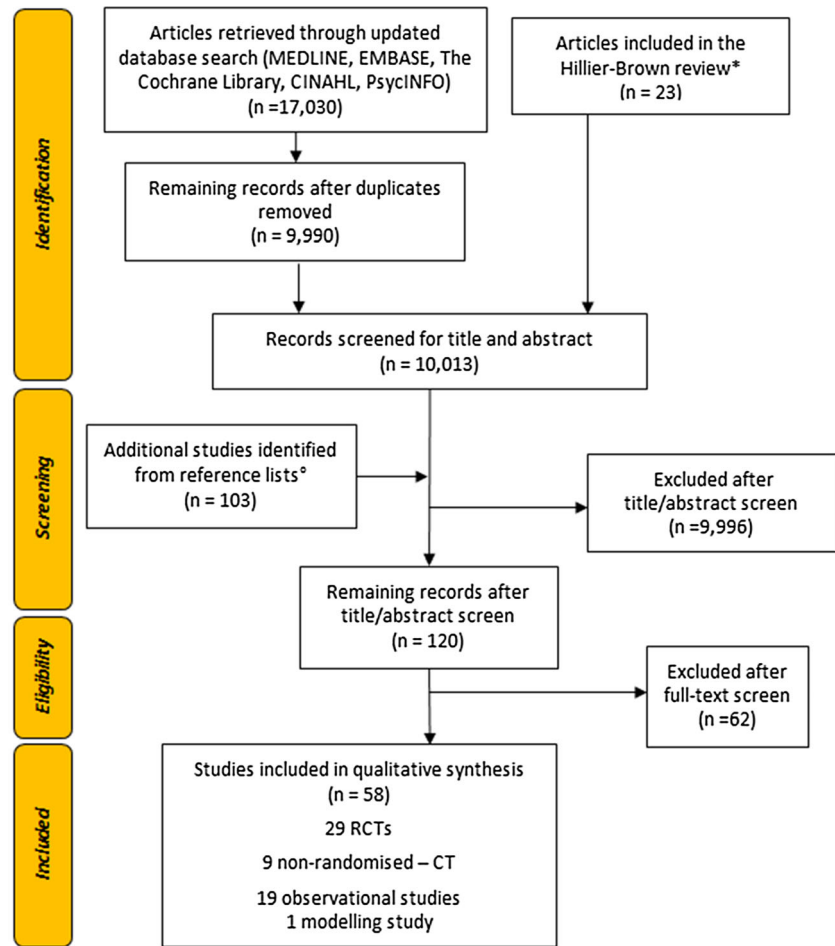 Identification
Articles retrieved through updated
database search (MEDLINE, EMBASE, The
Cochrane Library, CINAHL, PsycINFO)
(n =17,030)
Articles included in the
Hillier-Brown review*
(n = 23)
Remaining records after duplicates
removed
(n = 9,990)
Records screened for title and abstract
(n = 10,013)
Screening
Additional studies identified
from reference lists°
(n = 103)
Excluded after
title/abstract screen
(n =9,996)
Remaining records after
title/abstract screen
(n = 120)
Eligibility
Excluded after
full-text screen
(n =62)
Included
Studies included in qualitative synthesis
(n = 58)
29 RCTs
9 non-randomised – CT
19 observational studies
1 modelling study